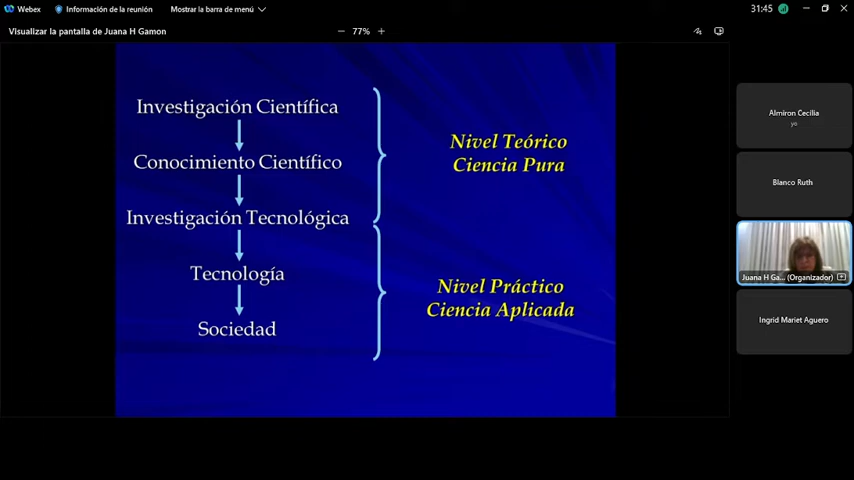 Webex
Información de la reunión
Mostrar la barra de menú
31:45
Visualizar la pantalla de Juana H Gamon
77%
Investigación Científica
Conocimiento Científico
Investigación Tecnológica
Tecnología
Sociedad
Nivel Teórico
Ciencia Pura
Nivel Práctico
Ciencia Aplicada
Almiron Cecilia
yo
Blanco Ruth
Juana H Ga... (Organizador)
Ingrid Mariet Aguero